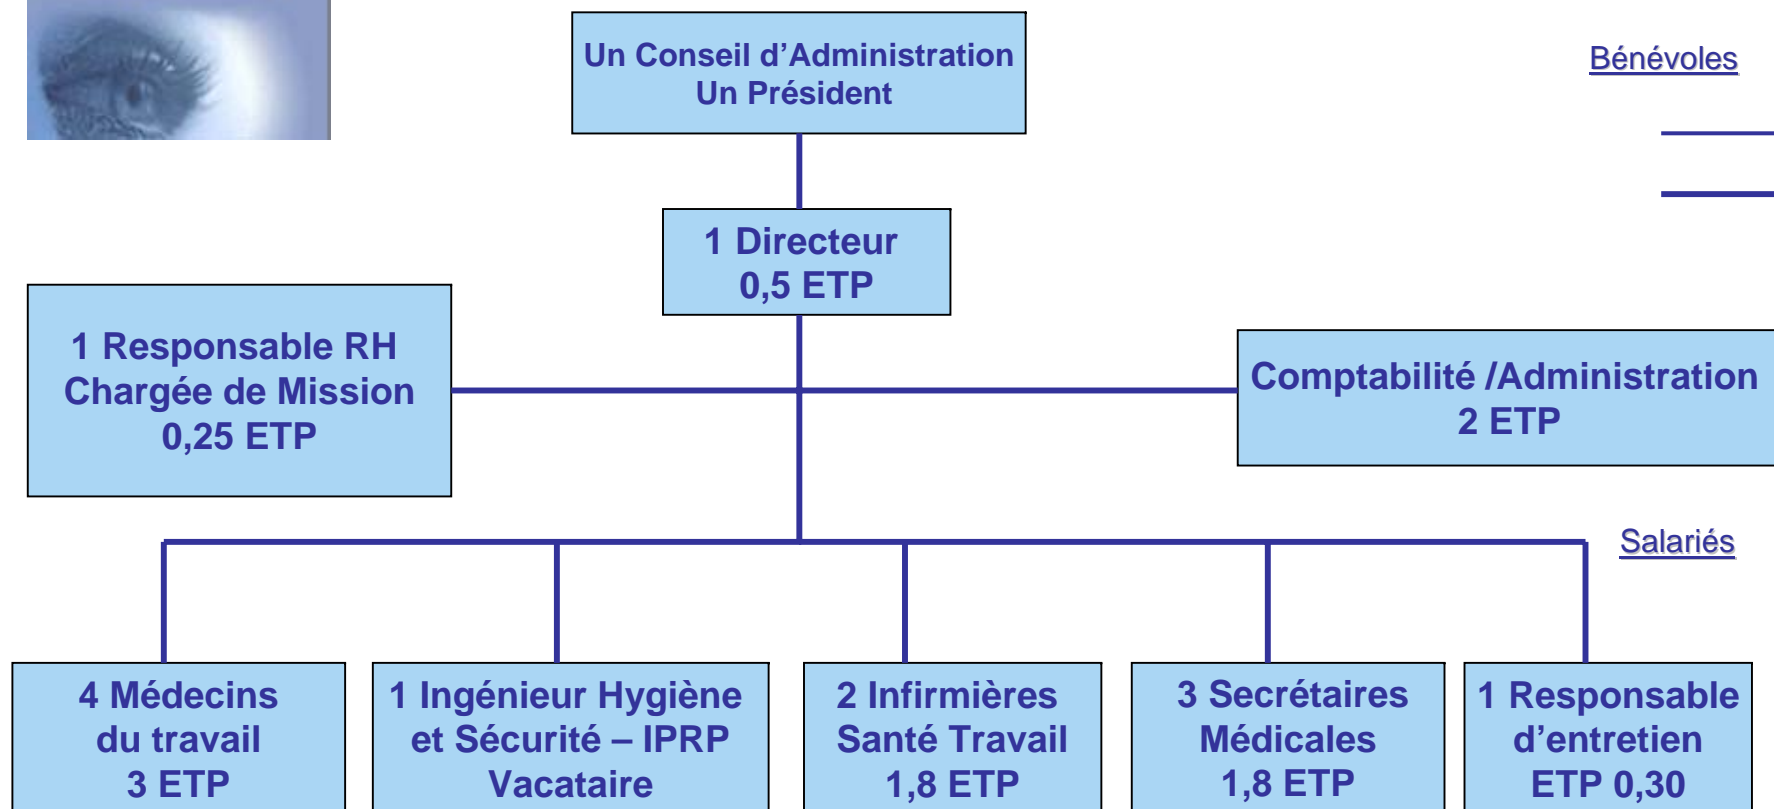 Un Conseil d’Administration
Un Président
Bénévoles
1 Directeur
0,5 ETP
1 Responsable RH
Chargée de Mission
0,25 ETP
Comptabilité /Administration
2 ETP
Salariés
4 Médecins
du travail
3 ETP
1 Ingénieur Hygiène
et Sécurité – IPRP
Vacataire
2 Infirmières
Santé Travail
1,8 ETP
3 Secrétaires
Médicales
1,8 ETP
1 Responsable
d’entretien
ETP 0,30